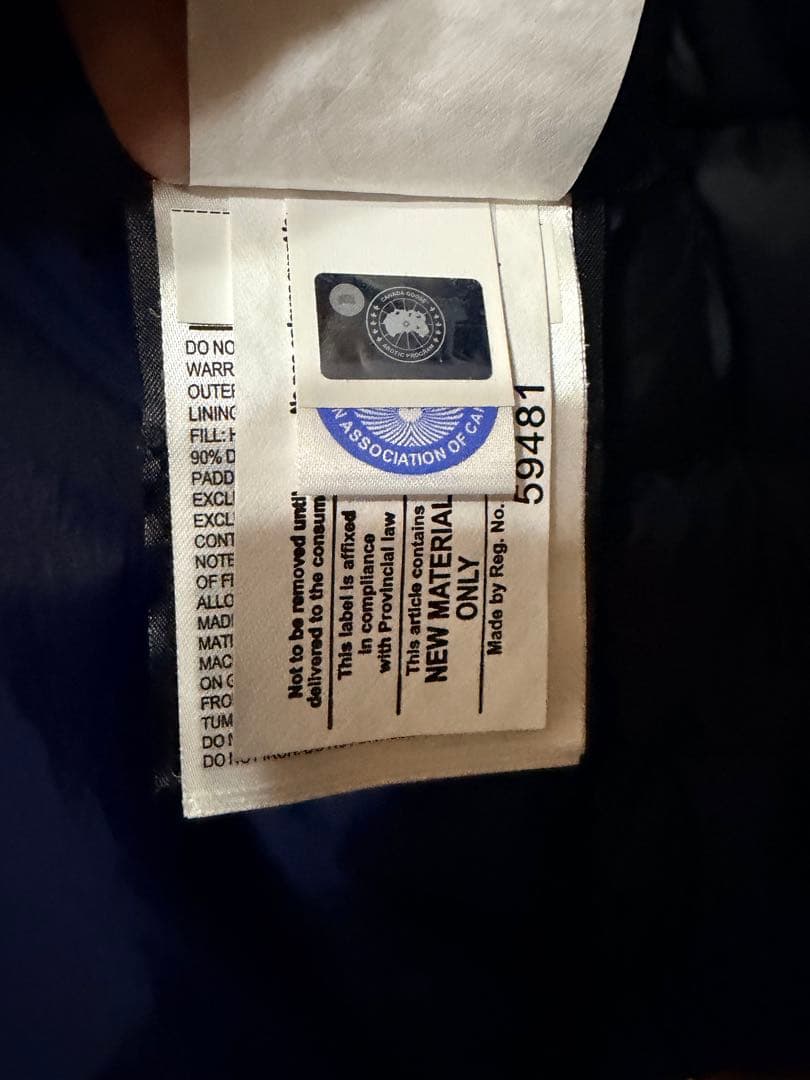 CANADA GOOSE
ARCTIC PROGRAM
ASSOCIATION OF
DO NO
WARR
OUTER
LINING
FILL:
90% D
PADD
EXCL
EXCL
CONT
NOTE
OF F
ALLO
MAD
MAT
MAC
ON
FRO
TUM
DO
DO
Not to be removed until
delivered to the consum
This label is affixed
in compliance
with Provincial law
This article contains
NEW MATERIAL
ONLY
Made by Reg. No.
59481